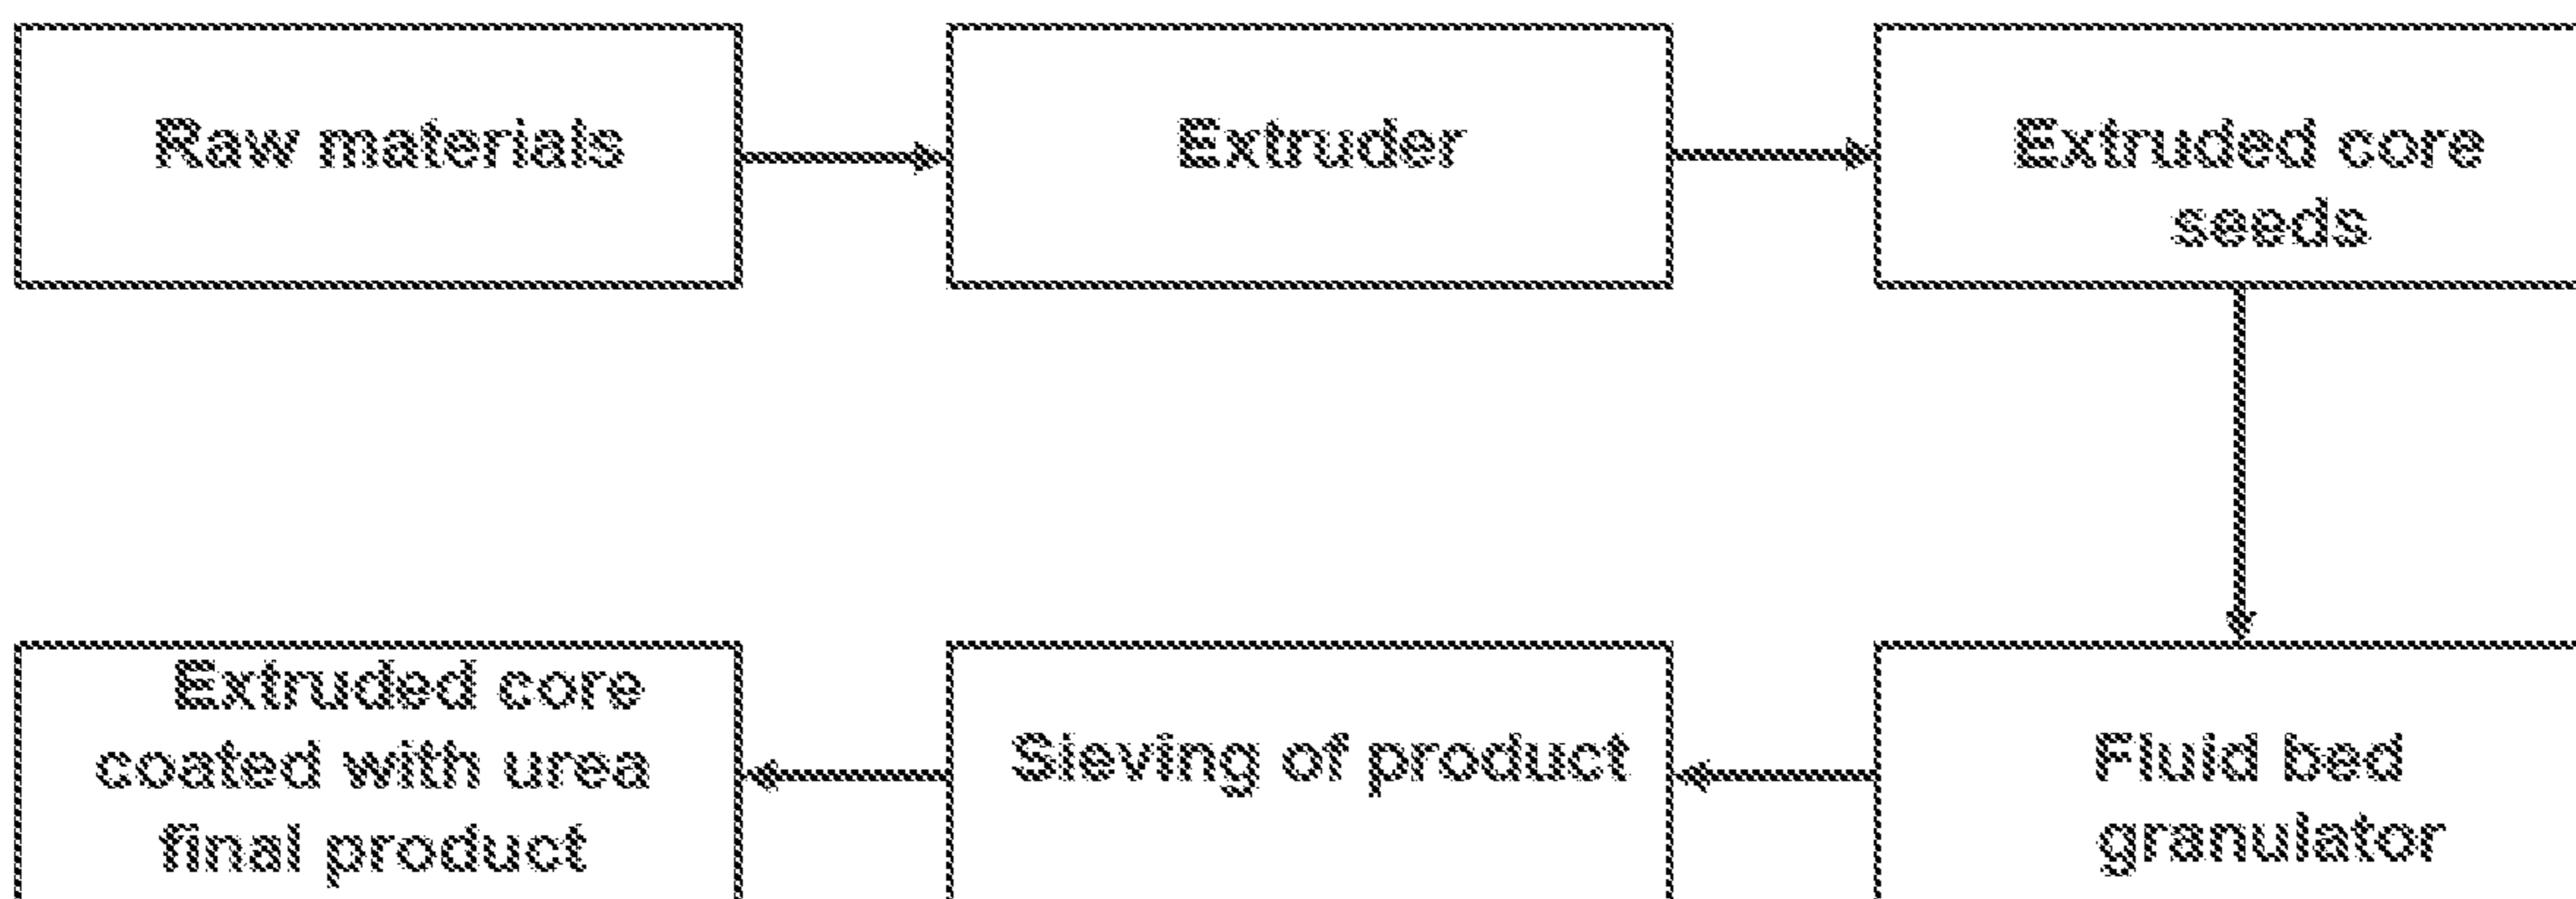 Raw materials
Extruder
Extruded core
seeds
Extruded core
coated with urea
final product
Sieving of product
Fluid bed
granulator